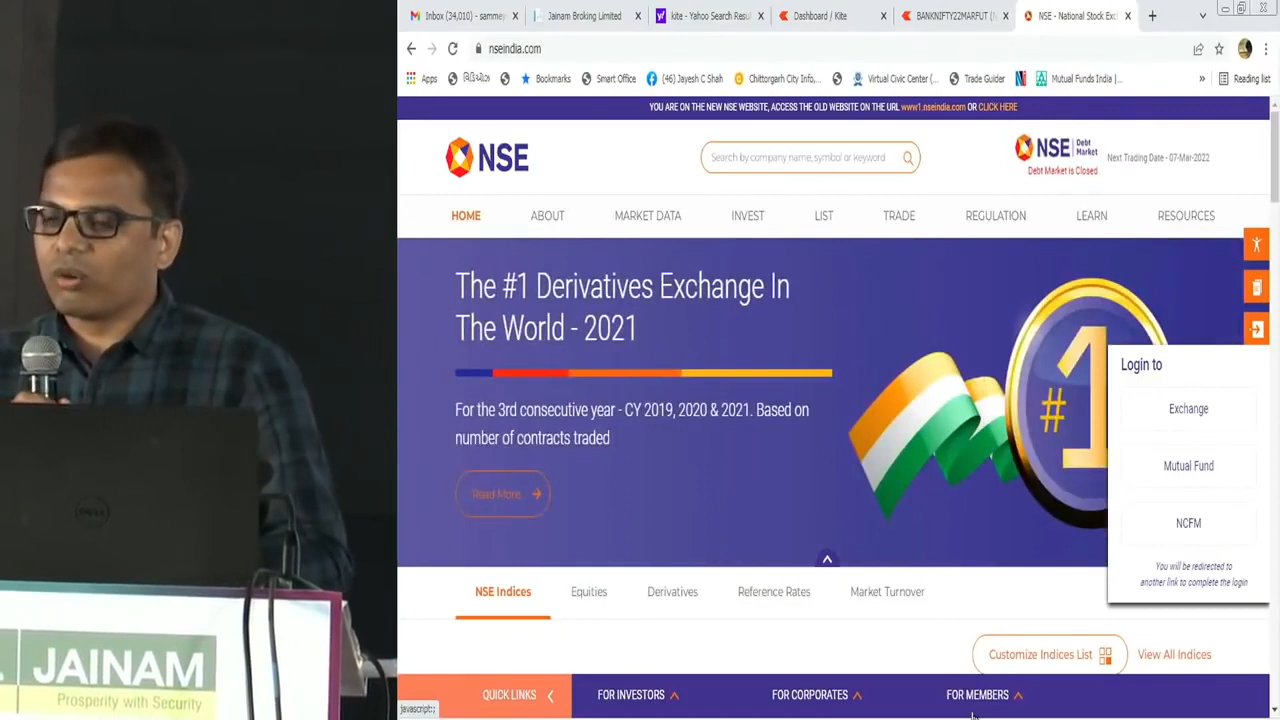 Inbox (34,010) - sammey
Jainam Broking Limited
kite - Yahoo Search Resul
Dashboard / Kite
BANKNIFTY22MARFUT (N
NSE - National Stock Exc
nseindia.com
Apps
વિડિયોઝ
Bookmarks
Smart Office
(46) Jayesh C Shah
Chittorgarh City Info,...
Virtual Civic Center (...
Trade Guider
Mutual Funds India |...
»
Reading list
YOU ARE ON THE NEW NSE WEBSITE, ACCESS THE OLD WEBSITE ON THE URL www1.nseindia.com OR CLICK HERE
NSE
Search by company name, symbol or keyword
NSE Debt Market
Debt Market is Closed
Next Trading Date - 07-Mar-2022
HOME
ABOUT
MARKET DATA
INVEST
LIST
TRADE
REGULATION
LEARN
RESOURCES
The #1 Derivatives Exchange In
The World - 2021
For the 3rd consecutive year - CY 2019, 2020 & 2021. Based on
number of contracts traded
Read More
#1
Login to
Exchange
Mutual Fund
NCFM
You will be redirected to
another link to complete the login
NSE Indices
Equities
Derivatives
Reference Rates
Market Turnover
Customize Indices List
View All Indices
QUICK LINKS
FOR INVESTORS
FOR CORPORATES
FOR MEMBERS
javascript:;
DELL
JAINAM
Prosperity with Security